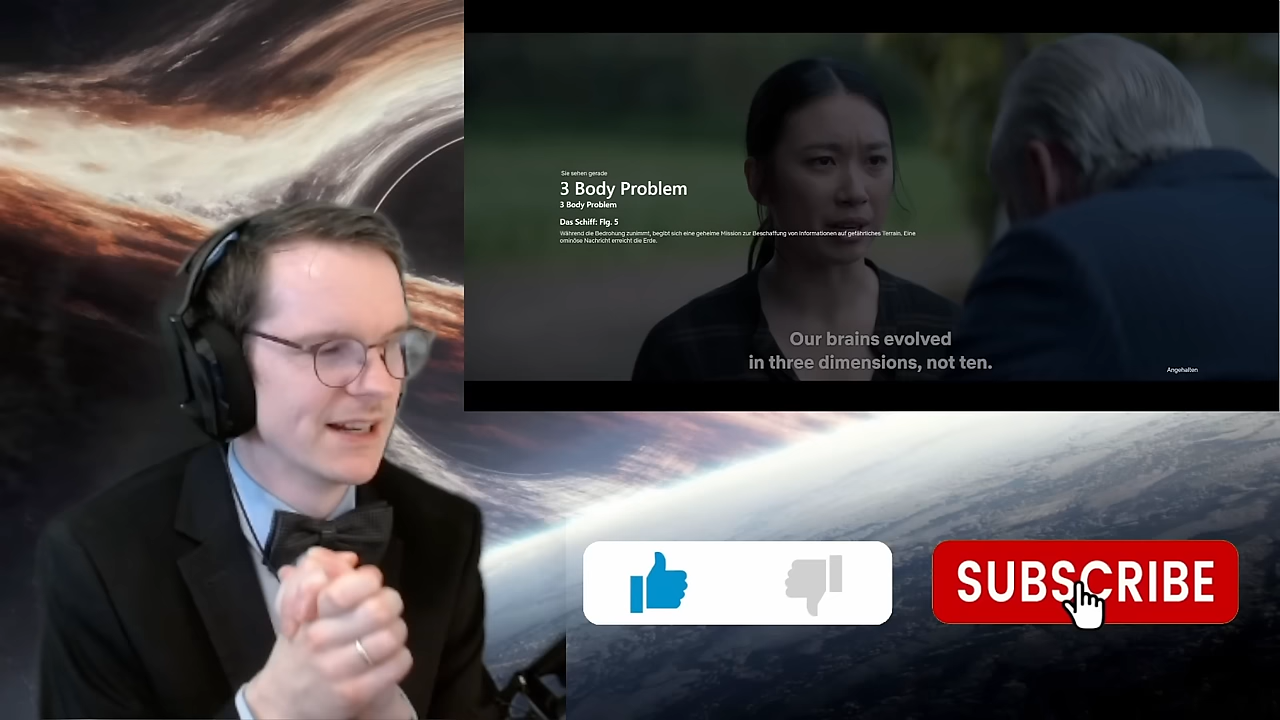 Sie sehen gerade
3 Body Problem
3 Body Problem
Das Schiff: Flg. 5
Während die Bedrohung zunimmt, begibt sich eine geheime Mission zur Beschaffung von Informationen auf gefährliches Terrain. Eine
ominöse Nachricht erreicht die Erde.
Our brains evolved
in three dimensions, not ten.
Angehalten
SUBSCRIBE